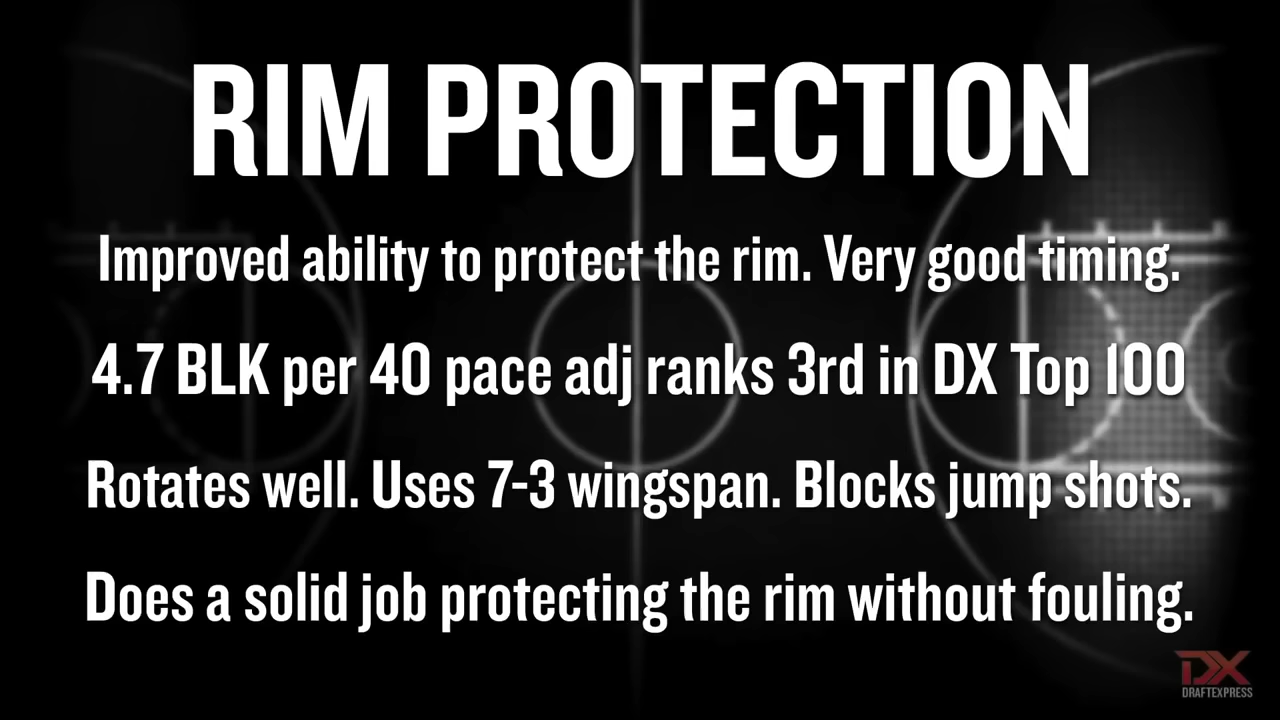 RIM PROTECTION
Improved ability to protect the rim. Very good timing.
4.7 BLK per 40 pace adj ranks 3rd in DX Top 100
Rotates well. Uses 7-3 wingspan. Blocks jump shots.
Does a solid job protecting the rim without fouling.
DX
DRAFTEXPRESS